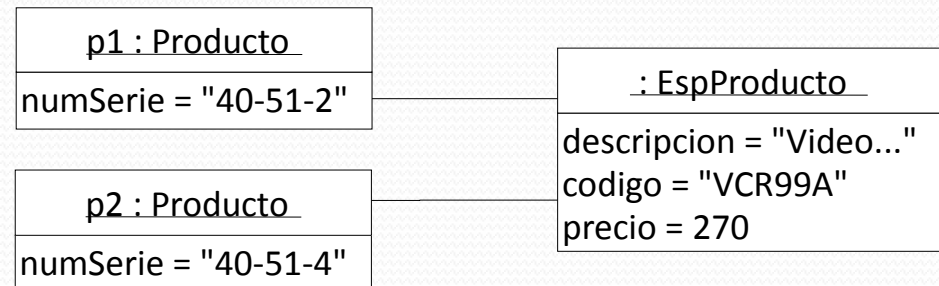 p1 : Producto
numSerie = "40-51-2"
p2 : Producto
numSerie = "40-51-4"
: EspProducto
descripcion = "Video..."
codigo = "VCR99A"
precio = 270